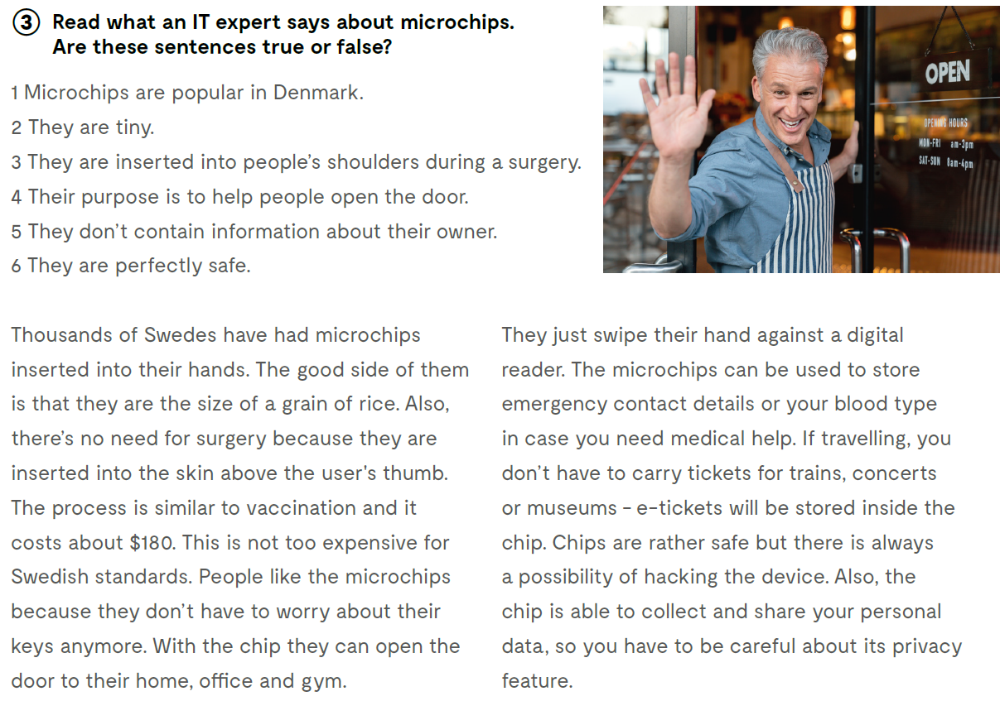 3 Read what an IT expert says about microchips.
Are these sentences true or false?
1 Microchips are popular in Denmark.
2 They are tiny.
3 They are inserted into people’s shoulders during a surgery.
4 Their purpose is to help people open the door.
5 They don’t contain information about their owner.
6 They are perfectly safe.
OPEN
OPENING HOURS
MON-FRI am-3pm
SAT-SUN 8am-4pm
Thousands of Swedes have had microchips
inserted into their hands. The good side of them
is that they are the size of a grain of rice. Also,
there’s no need for surgery because they are
inserted into the skin above the user's thumb.
The process is similar to vaccination and it
costs about $180. This is not too expensive for
Swedish standards. People like the microchips
because they don’t have to worry about their
keys anymore. With the chip they can open the
door to their home, office and gym.
They just swipe their hand against a digital
reader. The microchips can be used to store
emergency contact details or your blood type
in case you need medical help. If travelling, you
don’t have to carry tickets for trains, concerts
or museums – e-tickets will be stored inside the
chip. Chips are rather safe but there is always
a possibility of hacking the device. Also, the
chip is able to collect and share your personal
data, so you have to be careful about its privacy
feature.